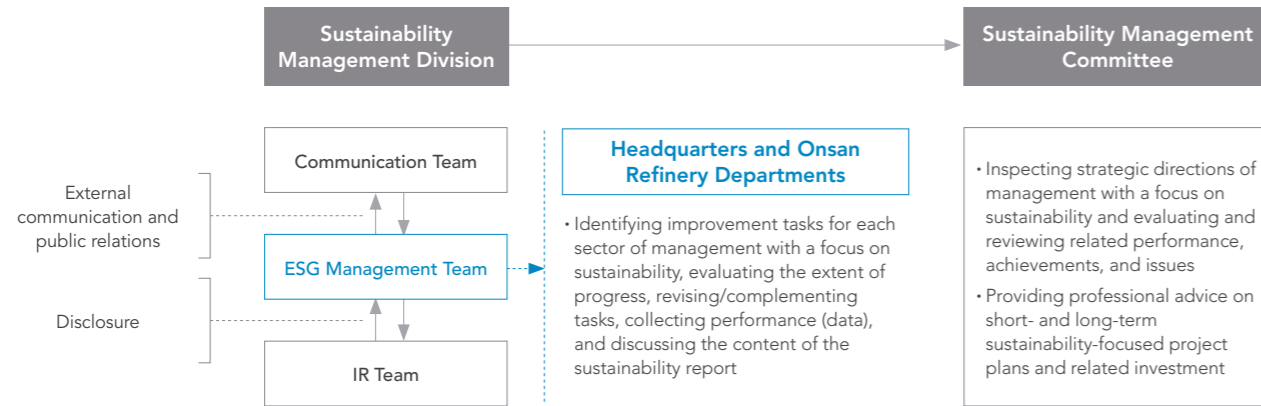 Sustainability
Management Division
Sustainability Management
Committee
External
communication and
public relations
Disclosure
Communication Team
ESG Management Team
IR Team
Headquarters and Onsan
Refinery Departments
· Identifying improvement tasks for each
sector of management with a focus on
sustainability, evaluating the extent of
progress, revising/complementing
tasks, collecting performance (data),
and discussing the content of the
sustainability report
· Inspecting strategic directions of
management with a focus on
sustainability and evaluating and
reviewing related performance,
achievements, and issues
· Providing professional advice on
short- and long-term
sustainability-focused project
plans and related investment